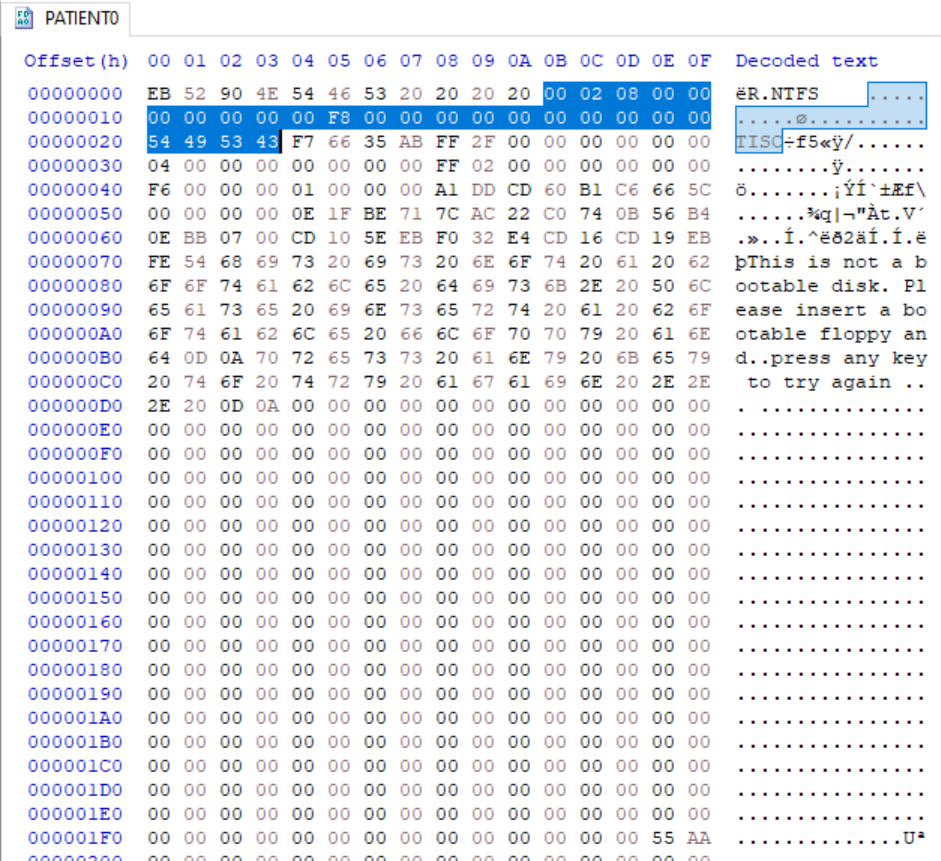 PATIENT0
Offset(h) 00 01 02 03 04 05 06 07 08 09 0A 0B 0C 0D 0E 0F Decoded text
00000000 EB 52 90 4E 54 46 53 20 20 20 20 00 02 08 00 00 ëR.NTFS    .....
00000010 00 00 00 00 00 F8 00 00 00 00 00 00 00 00 00 00 .....ø..........
00000020 54 49 53 43 F7 66 35 AB FF 2F 00 00 00 00 00 00 TISC÷f5«ÿ/......
00000030 04 00 00 00 00 00 00 00 FF 02 00 00 00 00 00 00 ........ÿ.......
00000040 F6 00 00 00 01 00 00 00 A1 DD CD 60 B1 C6 66 5C ö.......¡ÝÍ`±Æf\
00000050 00 00 00 00 0E 1F BE 71 7C AC 22 C0 74 0B 56 B4 ......¾q|¬"Àt.V´
00000060 0E BB 07 00 CD 10 5E EB F0 32 E4 CD 16 CD 19 EB .»..Í.^ëð2äÍ.Í.ë
00000070 FE 54 68 69 73 20 69 73 20 6E 6F 74 20 61 20 62 þThis is not a b
00000080 6F 6F 74 61 62 6C 65 20 64 69 73 6B 2E 20 50 6C ootable disk. Pl
00000090 65 61 73 65 20 69 6E 73 65 72 74 20 61 20 62 6F ease insert a bo
000000A0 6F 74 61 62 6C 65 20 66 6C 6F 70 70 79 20 61 6E otable floppy an
000000B0 64 0D 0A 70 72 65 73 73 20 61 6E 79 20 6B 65 79 d..press any key
000000C0 20 74 6F 20 74 72 79 20 61 67 61 69 6E 20 2E 2E  to try again ..
000000D0 2E 20 0D 0A 00 00 00 00 00 00 00 00 00 00 00 00 . ..............
000000E0 00 00 00 00 00 00 00 00 00 00 00 00 00 00 00 00 ................
000000F0 00 00 00 00 00 00 00 00 00 00 00 00 00 00 00 00 ................
00000100 00 00 00 00 00 00 00 00 00 00 00 00 00 00 00 00 ................
00000110 00 00 00 00 00 00 00 00 00 00 00 00 00 00 00 00 ................
00000120 00 00 00 00 00 00 00 00 00 00 00 00 00 00 00 00 ................
00000130 00 00 00 00 00 00 00 00 00 00 00 00 00 00 00 00 ................
00000140 00 00 00 00 00 00 00 00 00 00 00 00 00 00 00 00 ................
00000150 00 00 00 00 00 00 00 00 00 00 00 00 00 00 00 00 ................
00000160 00 00 00 00 00 00 00 00 00 00 00 00 00 00 00 00 ................
00000170 00 00 00 00 00 00 00 00 00 00 00 00 00 00 00 00 ................
00000180 00 00 00 00 00 00 00 00 00 00 00 00 00 00 00 00 ................
00000190 00 00 00 00 00 00 00 00 00 00 00 00 00 00 00 00 ................
000001A0 00 00 00 00 00 00 00 00 00 00 00 00 00 00 00 00 ................
000001B0 00 00 00 00 00 00 00 00 00 00 00 00 00 00 00 00 ................
000001C0 00 00 00 00 00 00 00 00 00 00 00 00 00 00 00 00 ................
000001D0 00 00 00 00 00 00 00 00 00 00 00 00 00 00 00 00 ................
000001E0 00 00 00 00 00 00 00 00 00 00 00 00 00 00 00 00 ................
000001F0 00 00 00 00 00 00 00 00 00 00 00 00 00 00 55 AA ..............Uª